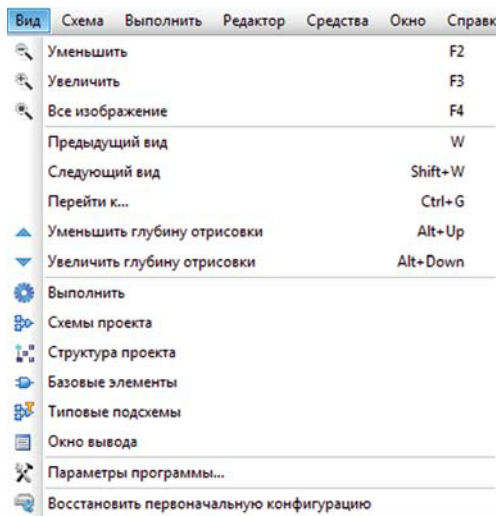 Вид Схема Выполнить Редактор Средства Окно Справк
Уменьшить F2
Увеличить F3
Все изображение F4
Предыдущий вид W
Следующий вид Shift+W
Перейти к... Ctrl+G
Уменьшить глубину отрисовки Alt+Up
Увеличить глубину отрисовки Alt+Down
Выполнить
Схемы проекта
Структура проекта
Базовые элементы
Типовые подсхемы
Окно вывода
Параметры программы...
Восстановить первоначальную конфигурацию